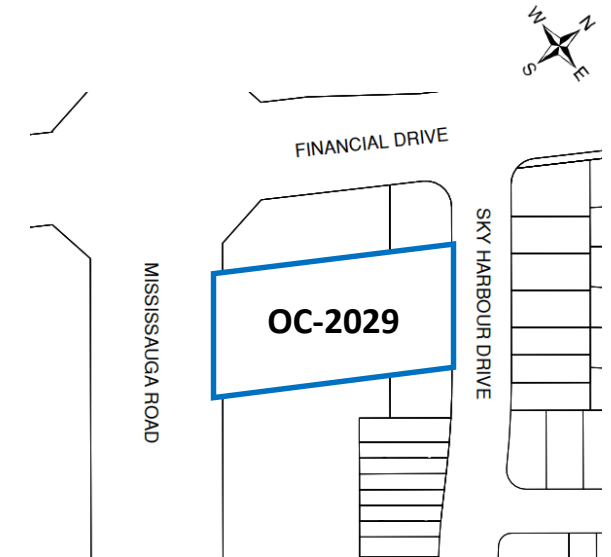 W N
S E
FINANCIAL DRIVE
SKY HARBOUR DRIVE
MISSISSAUGA ROAD
OC-2029